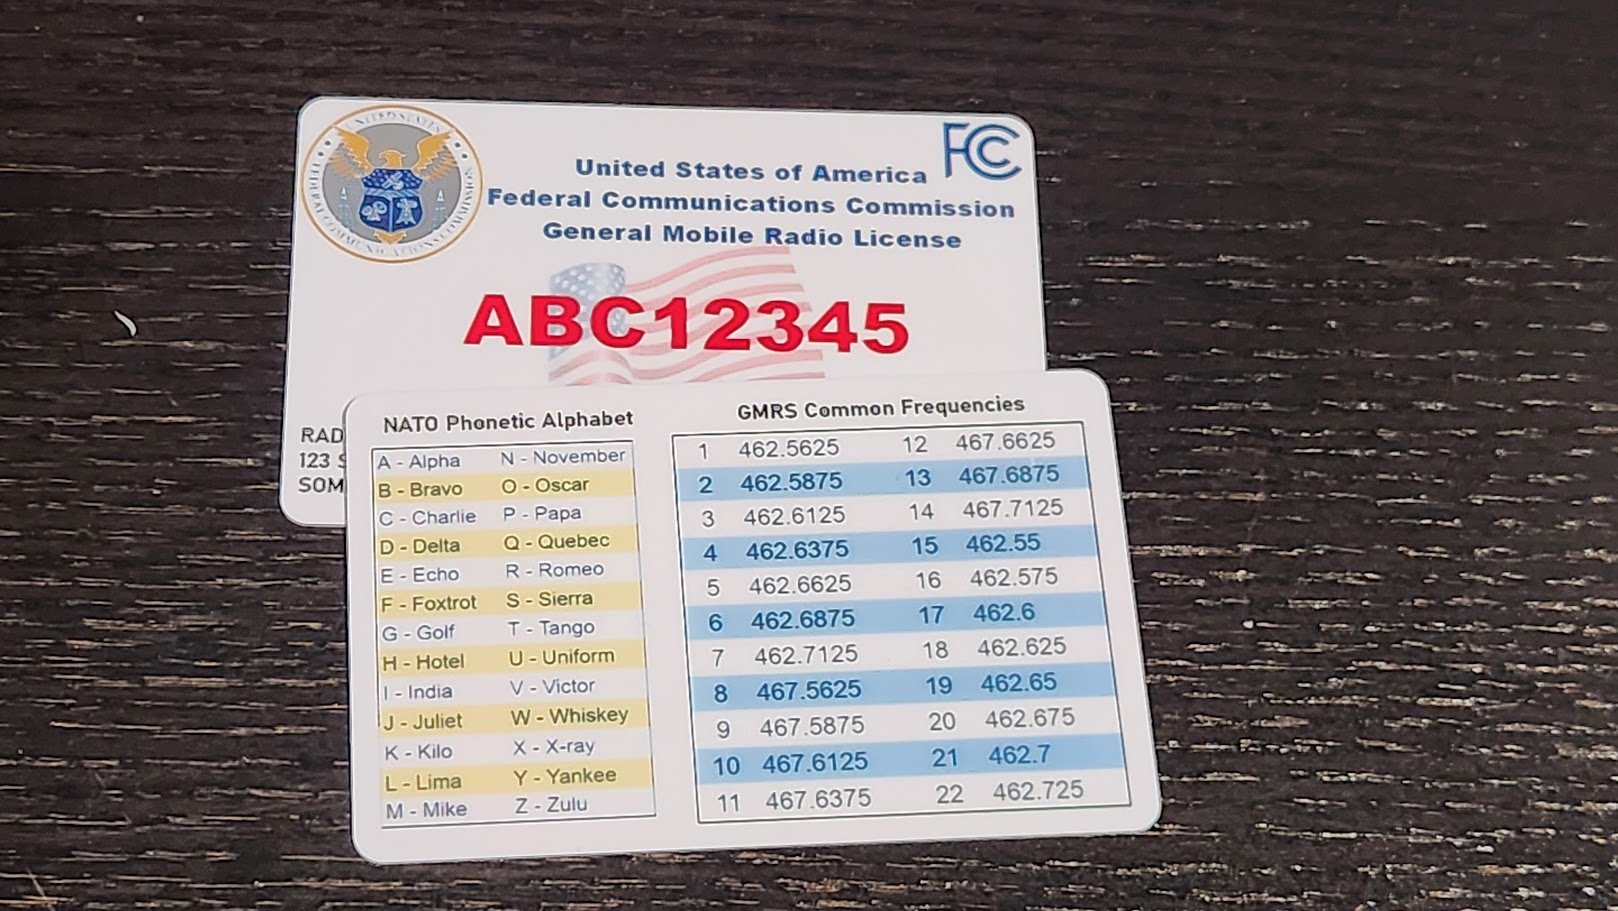 UNITED STATES
FEDERAL COMMUNICATIONS COMMISSION
FCC
United States of America
Federal Communications Commission
General Mobile Radio License
ABC12345
RAD
123 S
SOM
NATO Phonetic Alphabet
A - Alpha N - November
B - Bravo O - Oscar
C - Charlie P - Papa
D - Delta Q - Quebec
E - Echo R - Romeo
F - Foxtrot S - Sierra
G - Golf T - Tango
H - Hotel U - Uniform
I - India V - Victor
J - Juliet W - Whiskey
K - Kilo X - X-ray
L - Lima Y - Yankee
M - Mike Z - Zulu
GMRS Common Frequencies
1 462.5625 12 467.6625
2 462.5875 13 467.6875
3 462.6125 14 467.7125
4 462.6375 15 462.55
5 462.6625 16 462.575
6 462.6875 17 462.6
7 462.7125 18 462.625
8 467.5625 19 462.65
9 467.5875 20 462.675
10 467.6125 21 462.7
11 467.6375 22 462.725